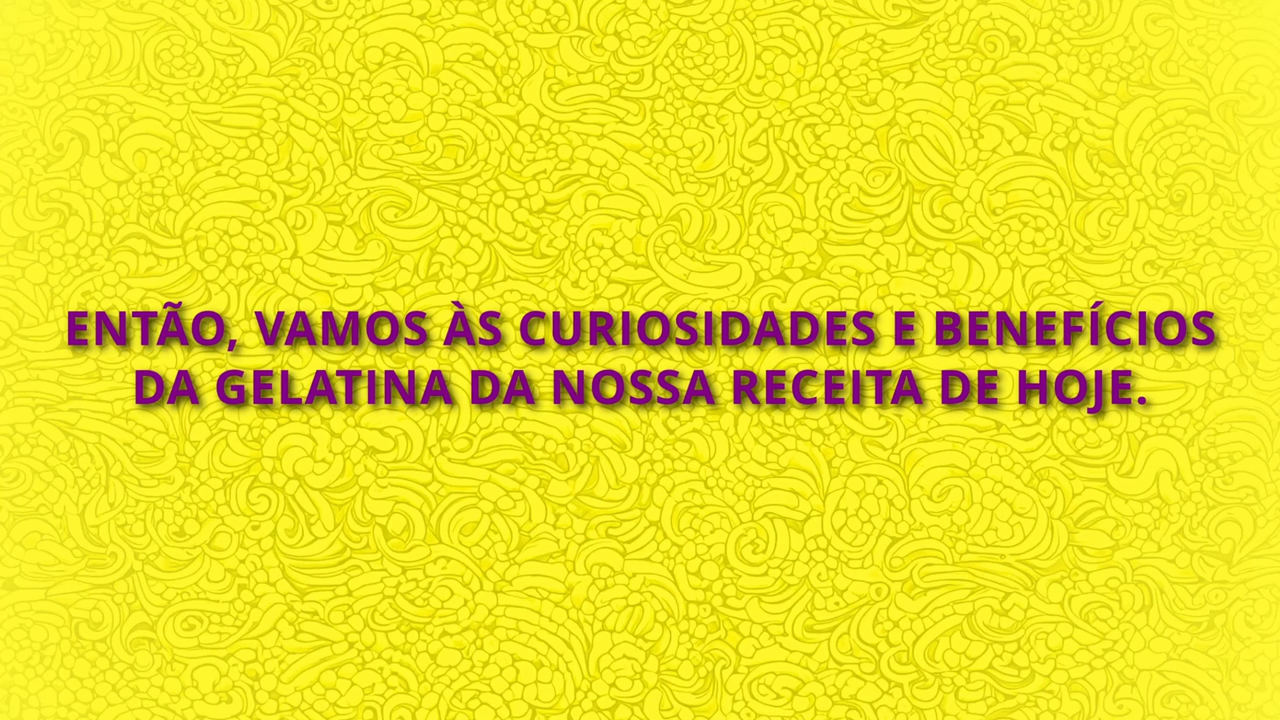 ENTÃO, VAMOS ÀS CURIOSIDADES E BENEFÍCIOS
DA GELATINA DA NOSSA RECEITA DE HOJE.